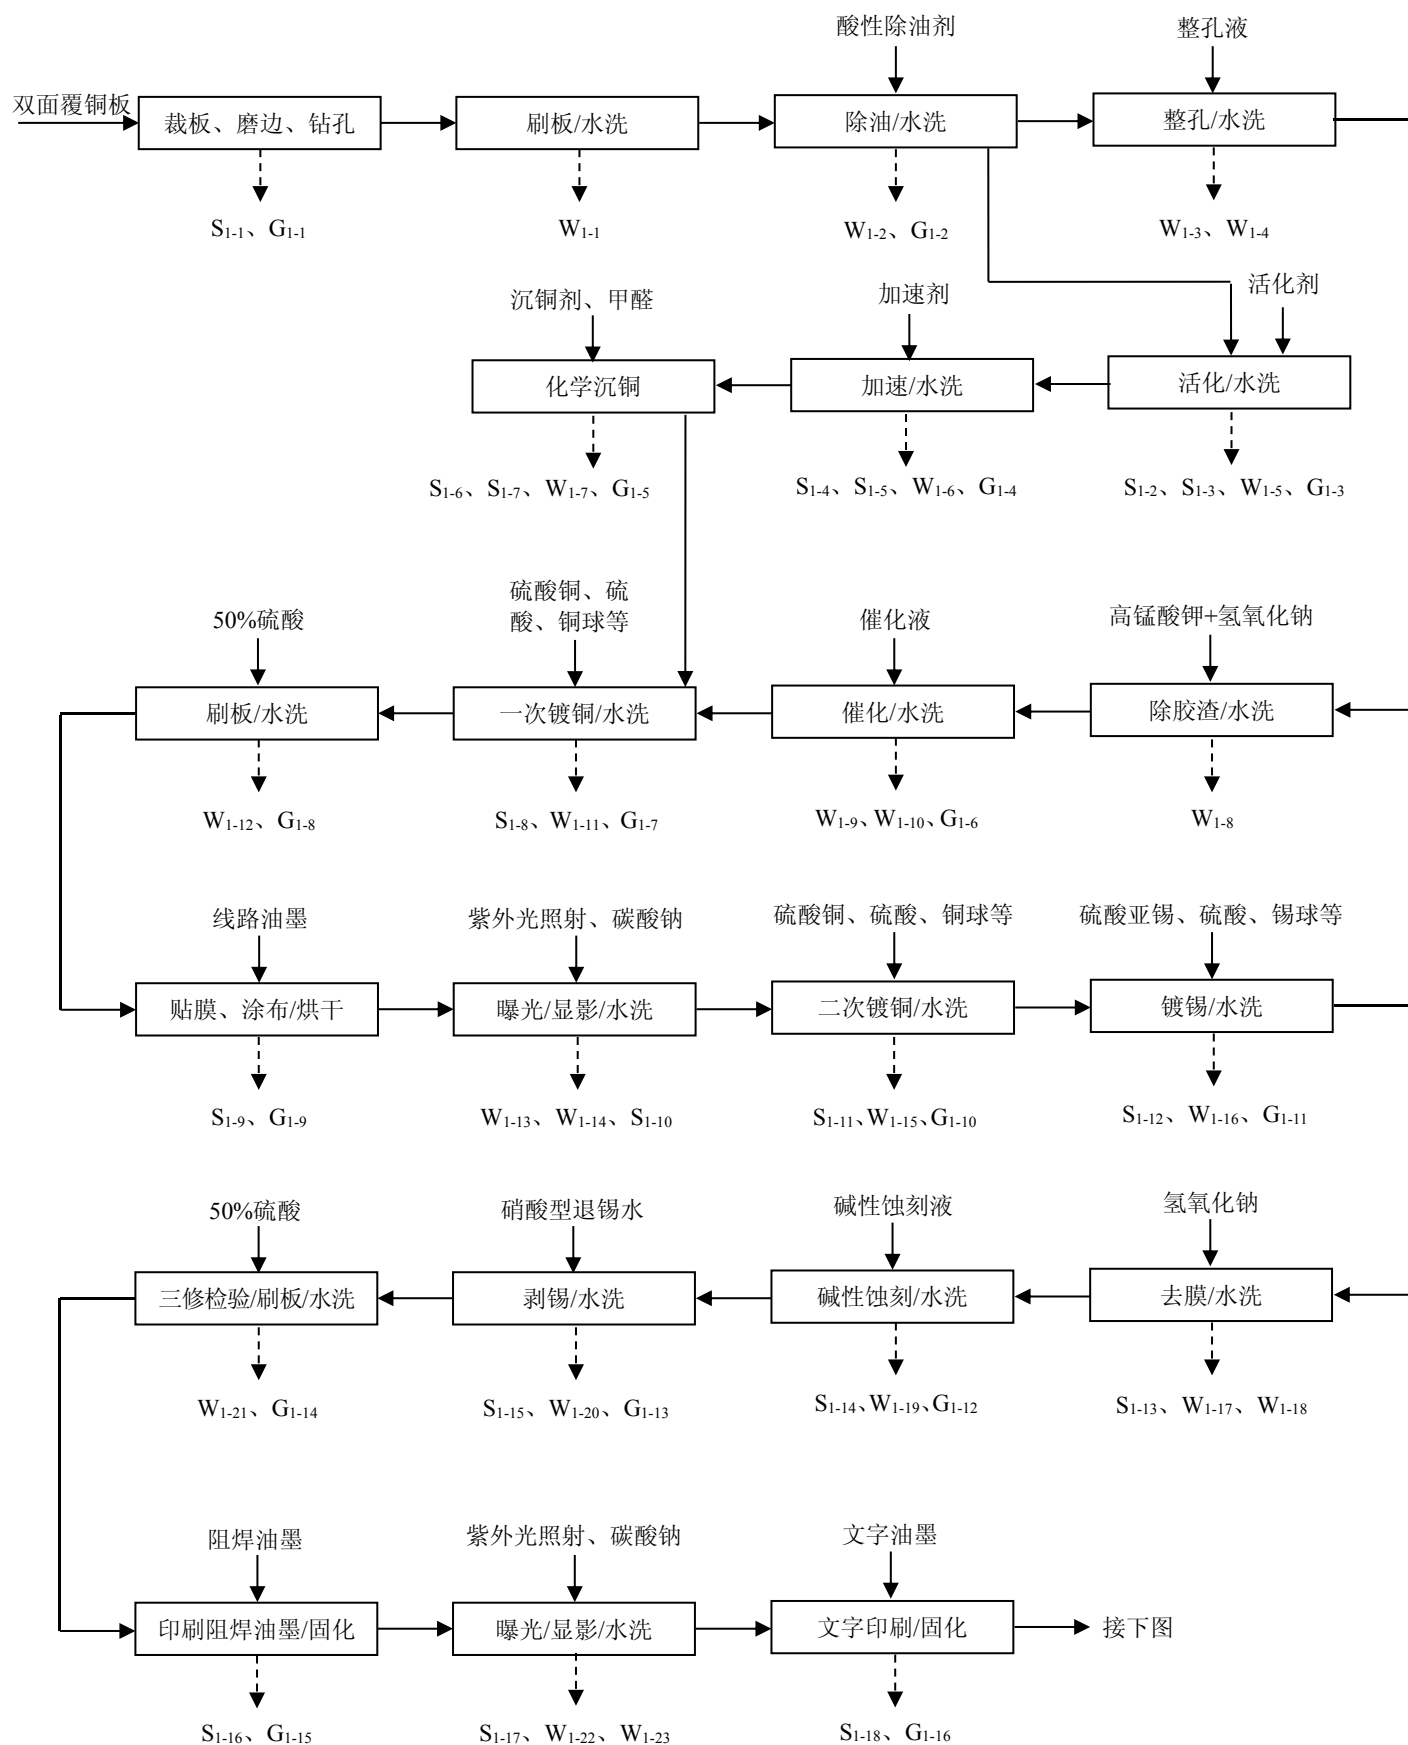 酸性除油剂
整孔液
双面覆铜板
裁板、磨边、钻孔
刷板/水洗
除油/水洗
整孔/水洗
S1-1、G1-1
W1-1
W1-2、G1-2
W1-3、W1-4
沉铜剂、甲醛
加速剂
活化剂
化学沉铜
加速/水洗
活化/水洗
S1-6、S1-7、W1-7、G1-5
S1-4、S1-5、W1-6、G1-4
S1-2、S1-3、W1-5、G1-3
50%硫酸
硫酸铜、硫
酸、铜球等
催化液
高锰酸钾+氢氧化钠
刷板/水洗
一次镀铜/水洗
催化/水洗
除胶渣/水洗
W1-12、G1-8
S1-8、W1-11、G1-7
W1-9、W1-10、G1-6
W1-8
线路油墨
紫外光照射、碳酸钠
硫酸铜、硫酸、铜球等
硫酸亚锡、硫酸、锡球等
贴膜、涂布/烘干
曝光/显影/水洗
二次镀铜/水洗
镀锡/水洗
S1-9、G1-9
W1-13、W1-14、S1-10
S1-11、W1-15、G1-10
S1-12、W1-16、G1-11
50%硫酸
硝酸型退锡水
碱性蚀刻液
氢氧化钠
三修检验/刷板/水洗
剥锡/水洗
碱性蚀刻/水洗
去膜/水洗
W1-21、G1-14
S1-15、W1-20、G1-13
S1-14、W1-19、G1-12
S1-13、W1-17、W1-18
阻焊油墨
紫外光照射、碳酸钠
文字油墨
印刷阻焊油墨/固化
曝光/显影/水洗
文字印刷/固化
接下图
S1-16、G1-15
S1-17、W1-22、W1-23
S1-18、G1-16